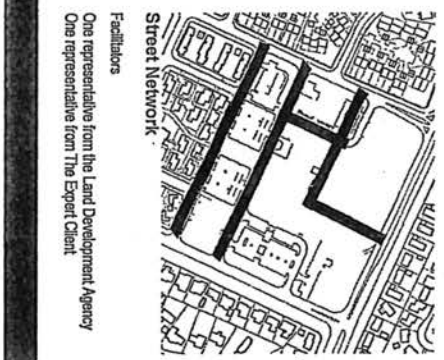 Street Network
Facilitators
One representative from the Land Development Agency
One representative from The Expert Client